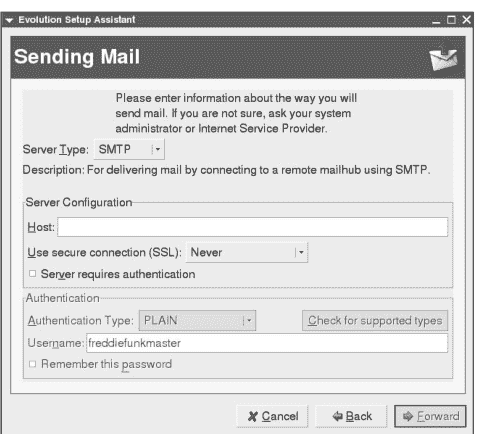 Evolution Setup Assistant
Sending Mail
Please enter information about the way you will
send mail. If you are not sure, ask your system
administrator or Internet Service Provider.
Server Type: SMTP
Description: For delivering mail by connecting to a remote mailhub using SMTP.
Server Configuration
Host:
Use secure connection (SSL): Never
Server requires authentication
Authentication
Authentication Type: PLAIN Check for supported types
Username: freddiefunkmaster
Remember this password
Cancel Back Forward